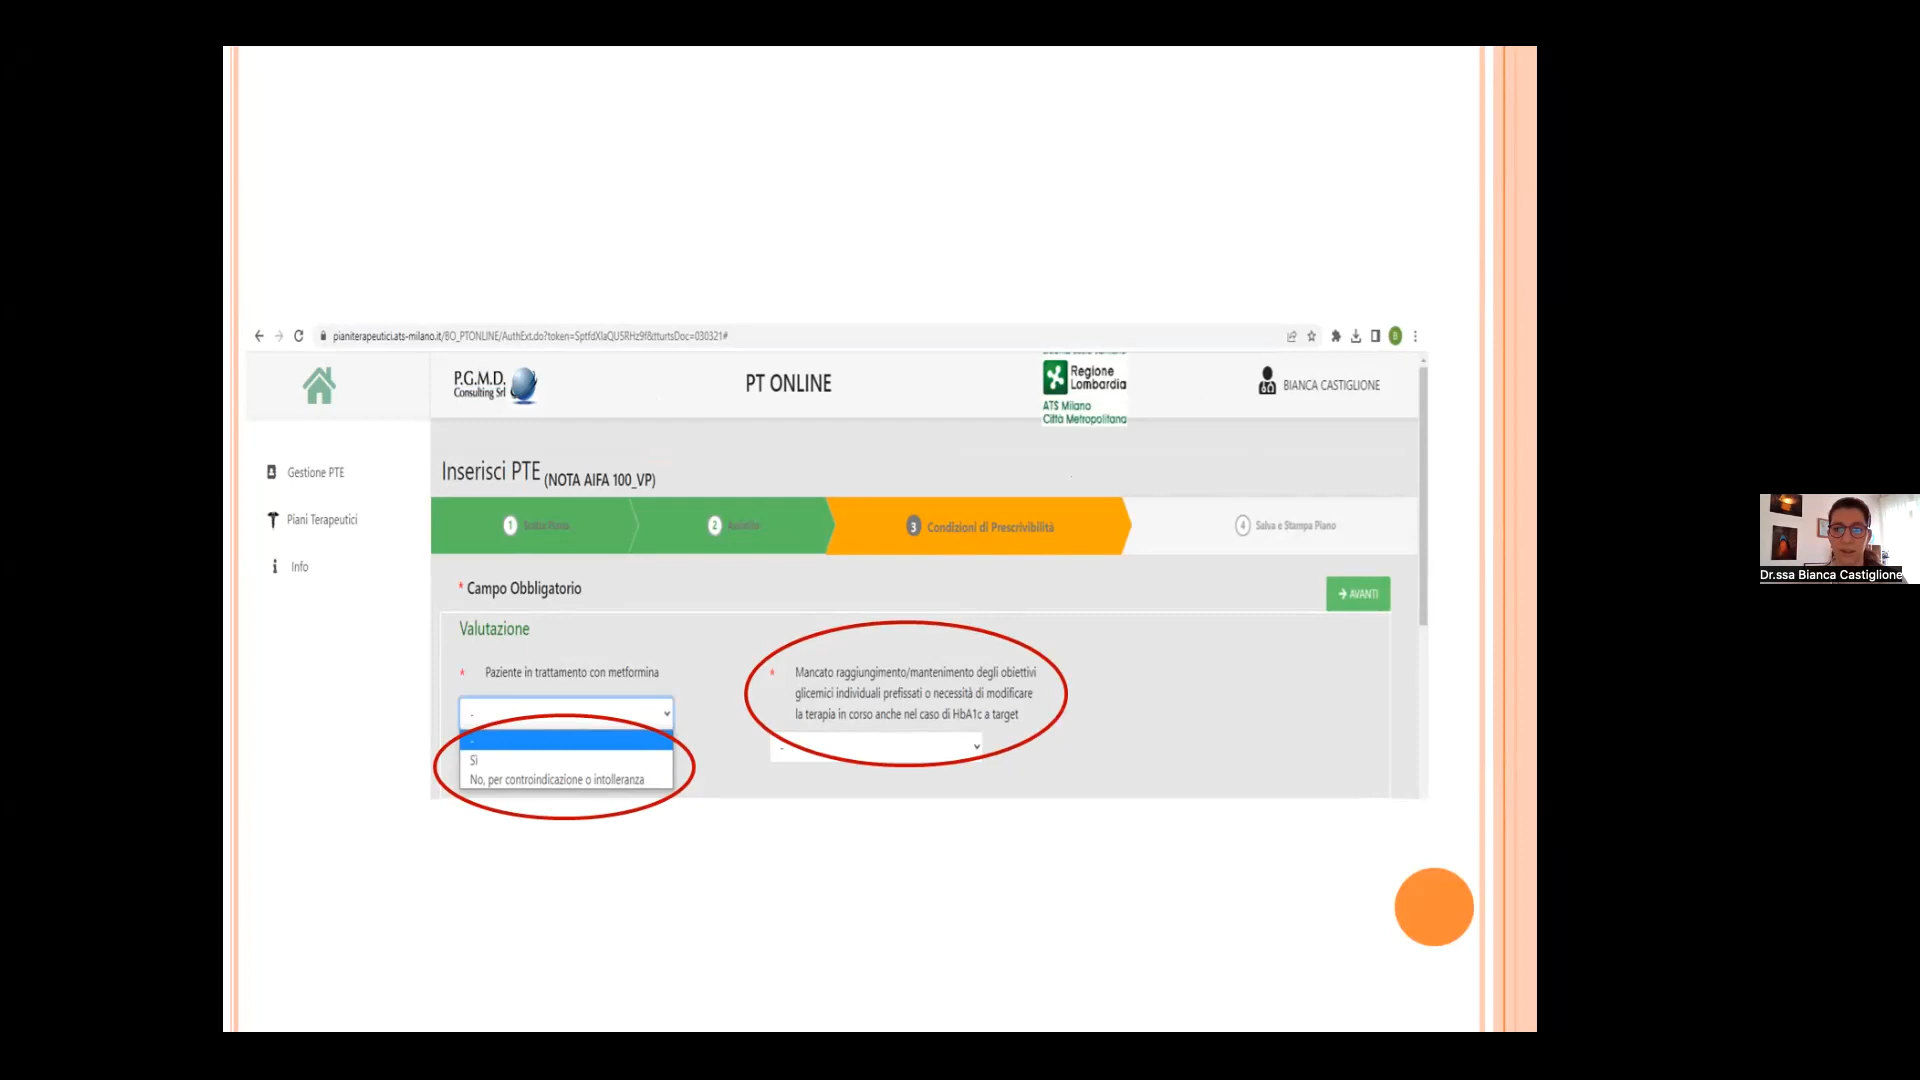 pianiterapeutici.ats-milano.it/BO_PTONLINE/AuthExt.do?token=SptfdXlaQU5RHz9f&tturtsDoc=030321#
B
P.G.M.D.
Consulting Srl
PT ONLINE
Regione
Lombardia
ATS Milano
Città Metropolitana
BIANCA CASTIGLIONE
Gestione PTE
Piani Terapeutici
Info
Inserisci PTE (NOTA AIFA 100_VP)
1
2
3 Condizioni di Prescrivibilità
4 Salva e Stampa Piano
* Campo Obbligatorio
AVANTI
Valutazione
* Paziente in trattamento con metformina
-
-
Sì
No, per controindicazione o intolleranza
* Mancato raggiungimento/mantenimento degli obiettivi
glicemici individuali prefissati o necessità di modificare
la terapia in corso anche nel caso di HbA1c a target
-
Dr.ssa Bianca Castiglione